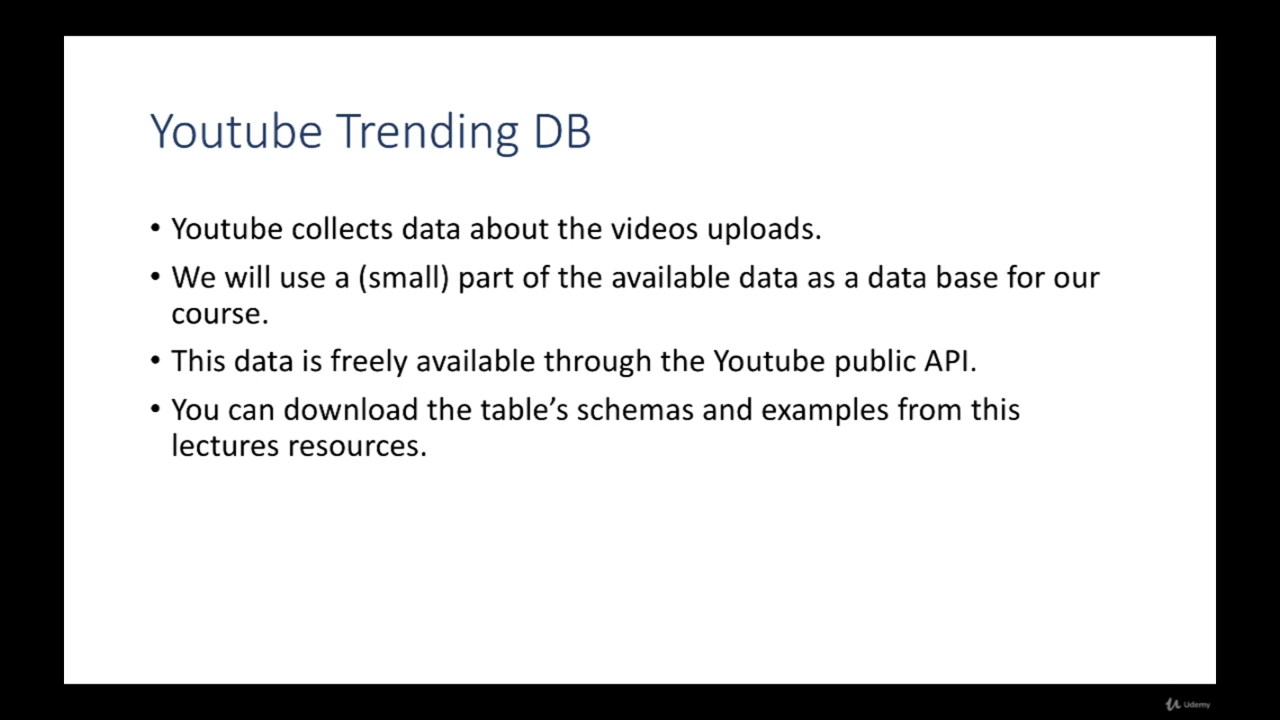 Youtube Trending DB
• Youtube collects data about the videos uploads.
• We will use a (small) part of the available data as a data base for our
course.
• This data is freely available through the Youtube public API.
• You can download the table’s schemas and examples from this
lectures resources.
Udemy